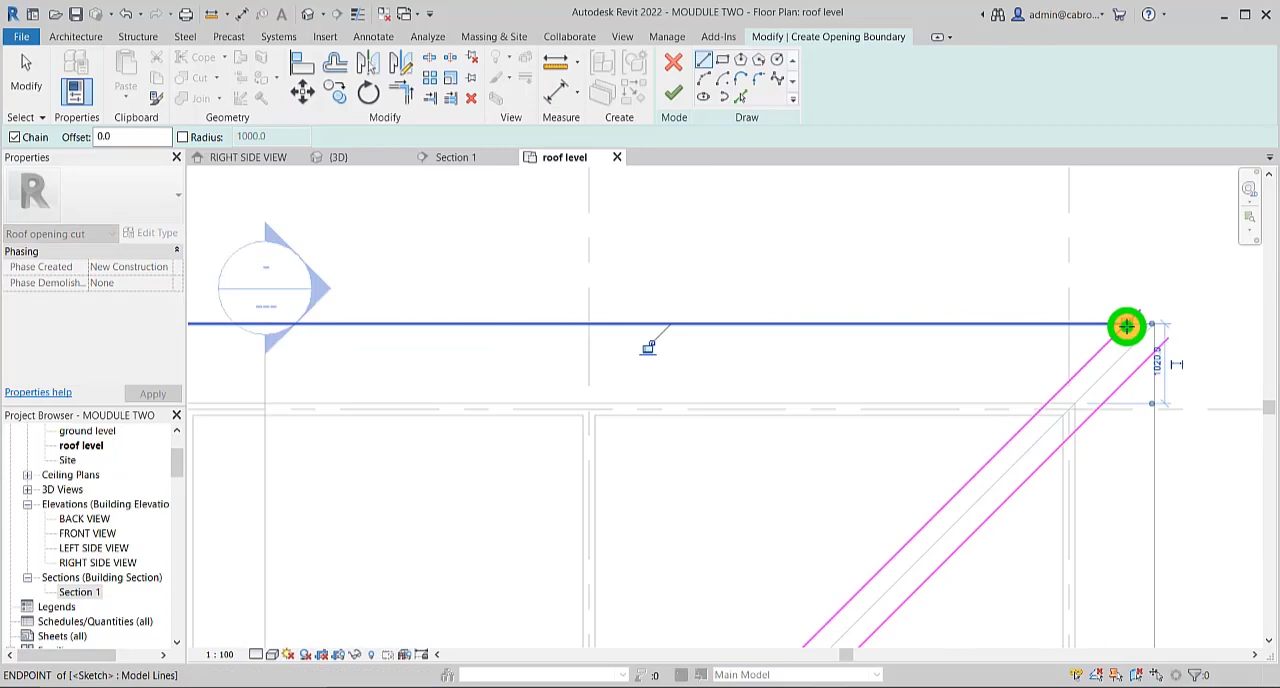 Autodesk Revit 2022 - MOUDULE TWO - Floor Plan: roof level
admin@cabro...
File Architecture Structure Steel Precast Systems Insert Annotate Analyze Massing & Site Collaborate View Manage Add-Ins Modify | Create Opening Boundary
Modify
Paste
Cope
Cut
Join
Select Properties Clipboard Geometry Modify View Measure Create Mode Draw
Chain Offset: 0.0 Radius: 1000.0
Properties
RIGHT SIDE VIEW {3D} Section 1 roof level
Roof opening cut Edit Type
Phasing
Phase Created New Construction
Phase Demolish... None
Properties help Apply
Project Browser - MOUDULE TWO
ground level
roof level
Site
Ceiling Plans
3D Views
Elevations (Building Elevatio
BACK VIEW
FRONT VIEW
LEFT SIDE VIEW
RIGHT SIDE VIEW
Sections (Building Section)
Section 1
Legends
Schedules/Quantities (all)
Sheets (all)
1 : 100
ENDPOINT of [<Sketch> : Model Lines]
:0
Main Model
:0